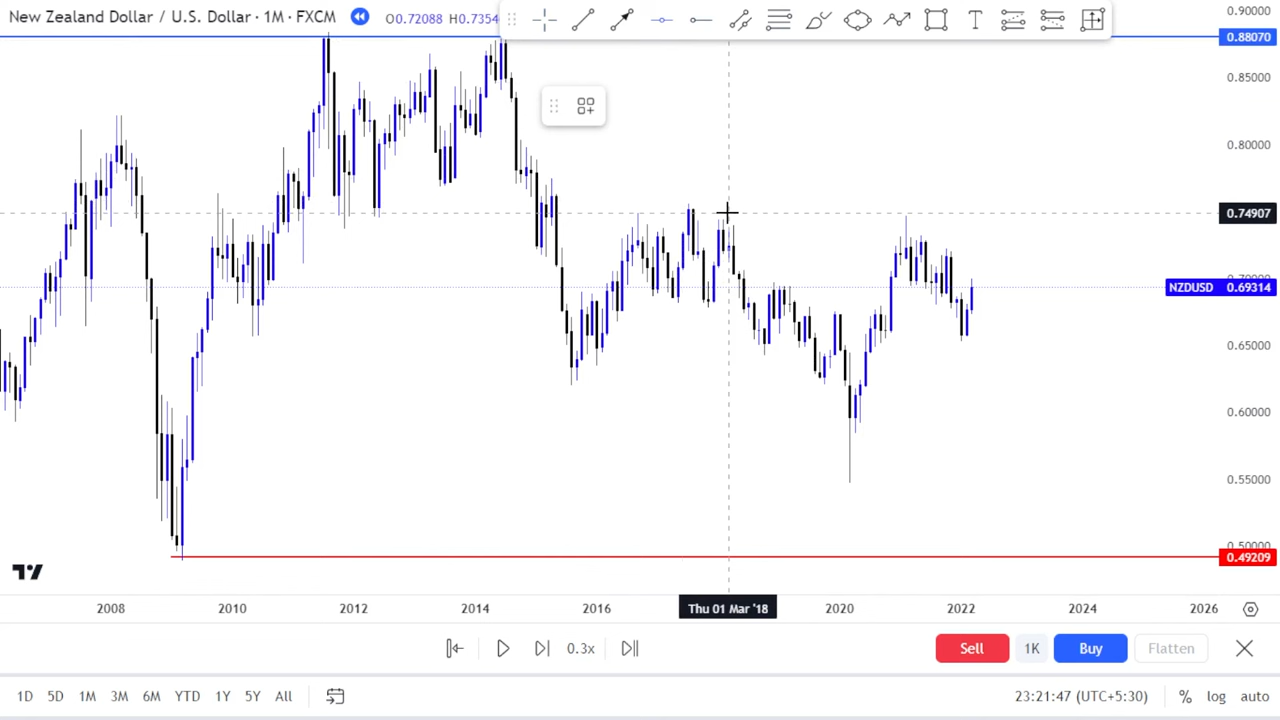 New Zealand Dollar / U.S. Dollar · 1M · FXCM
O0.72088 H0.7354
0.90000
0.88070
0.85000
0.80000
0.74907
NZDUSD 0.69314
0.65000
0.60000
0.55000
0.49209
2008 2010 2012 2014 2016 Thu 01 Mar '18 2020 2022 2024 2026
0.3x
Sell 1K Buy Flatten
1D 5D 1M 3M 6M YTD 1Y 5Y All
23:21:47 (UTC+5:30) % log auto